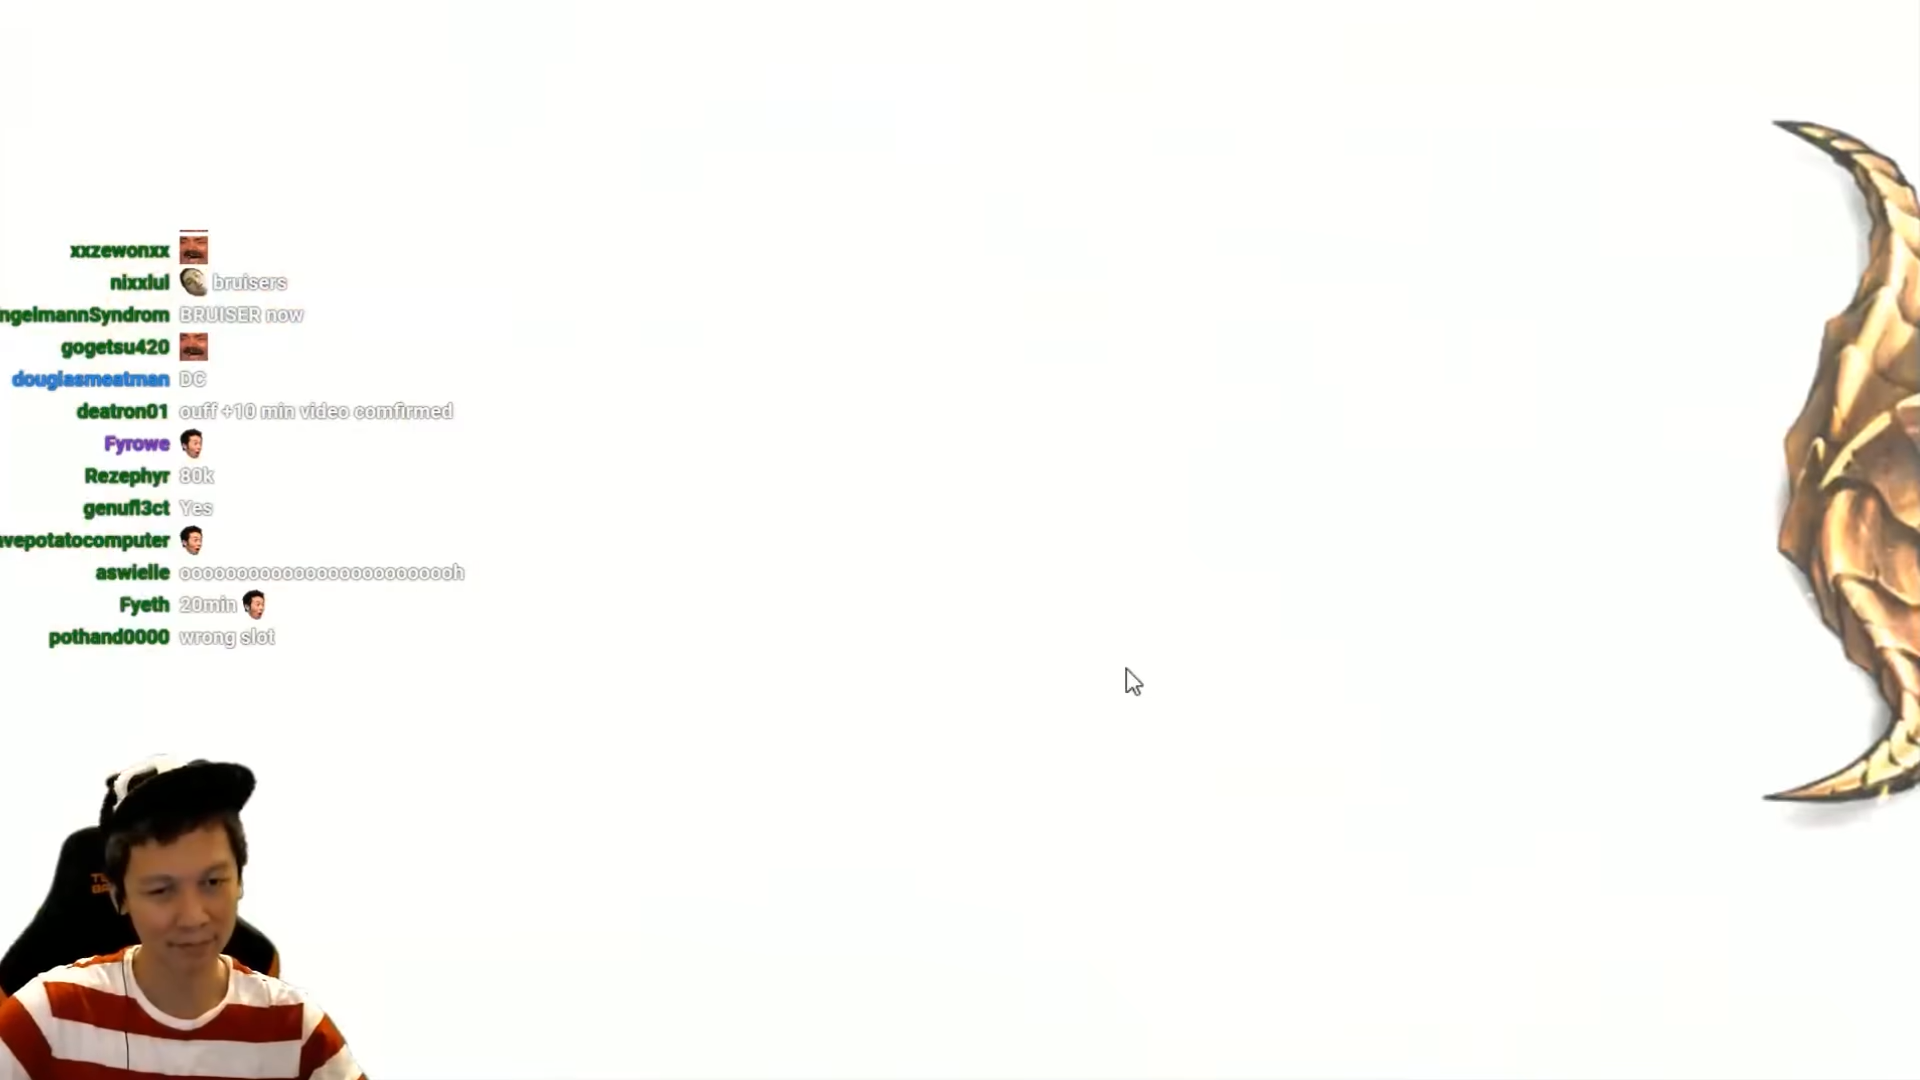 xxzewonxx
nixxlul bruisers
ngelmannSyndrom BRUISER now
gogetsu420
douglasmeatman DC
deatron01 ouff +10 min video comfirmed
Fyrowe
Rezephyr 80k
genufl3ct Yes
avepotatocomputer
aswielle oooooooooooooooooooooooooh
Fyeth 20min
pothand0000 wrong slot